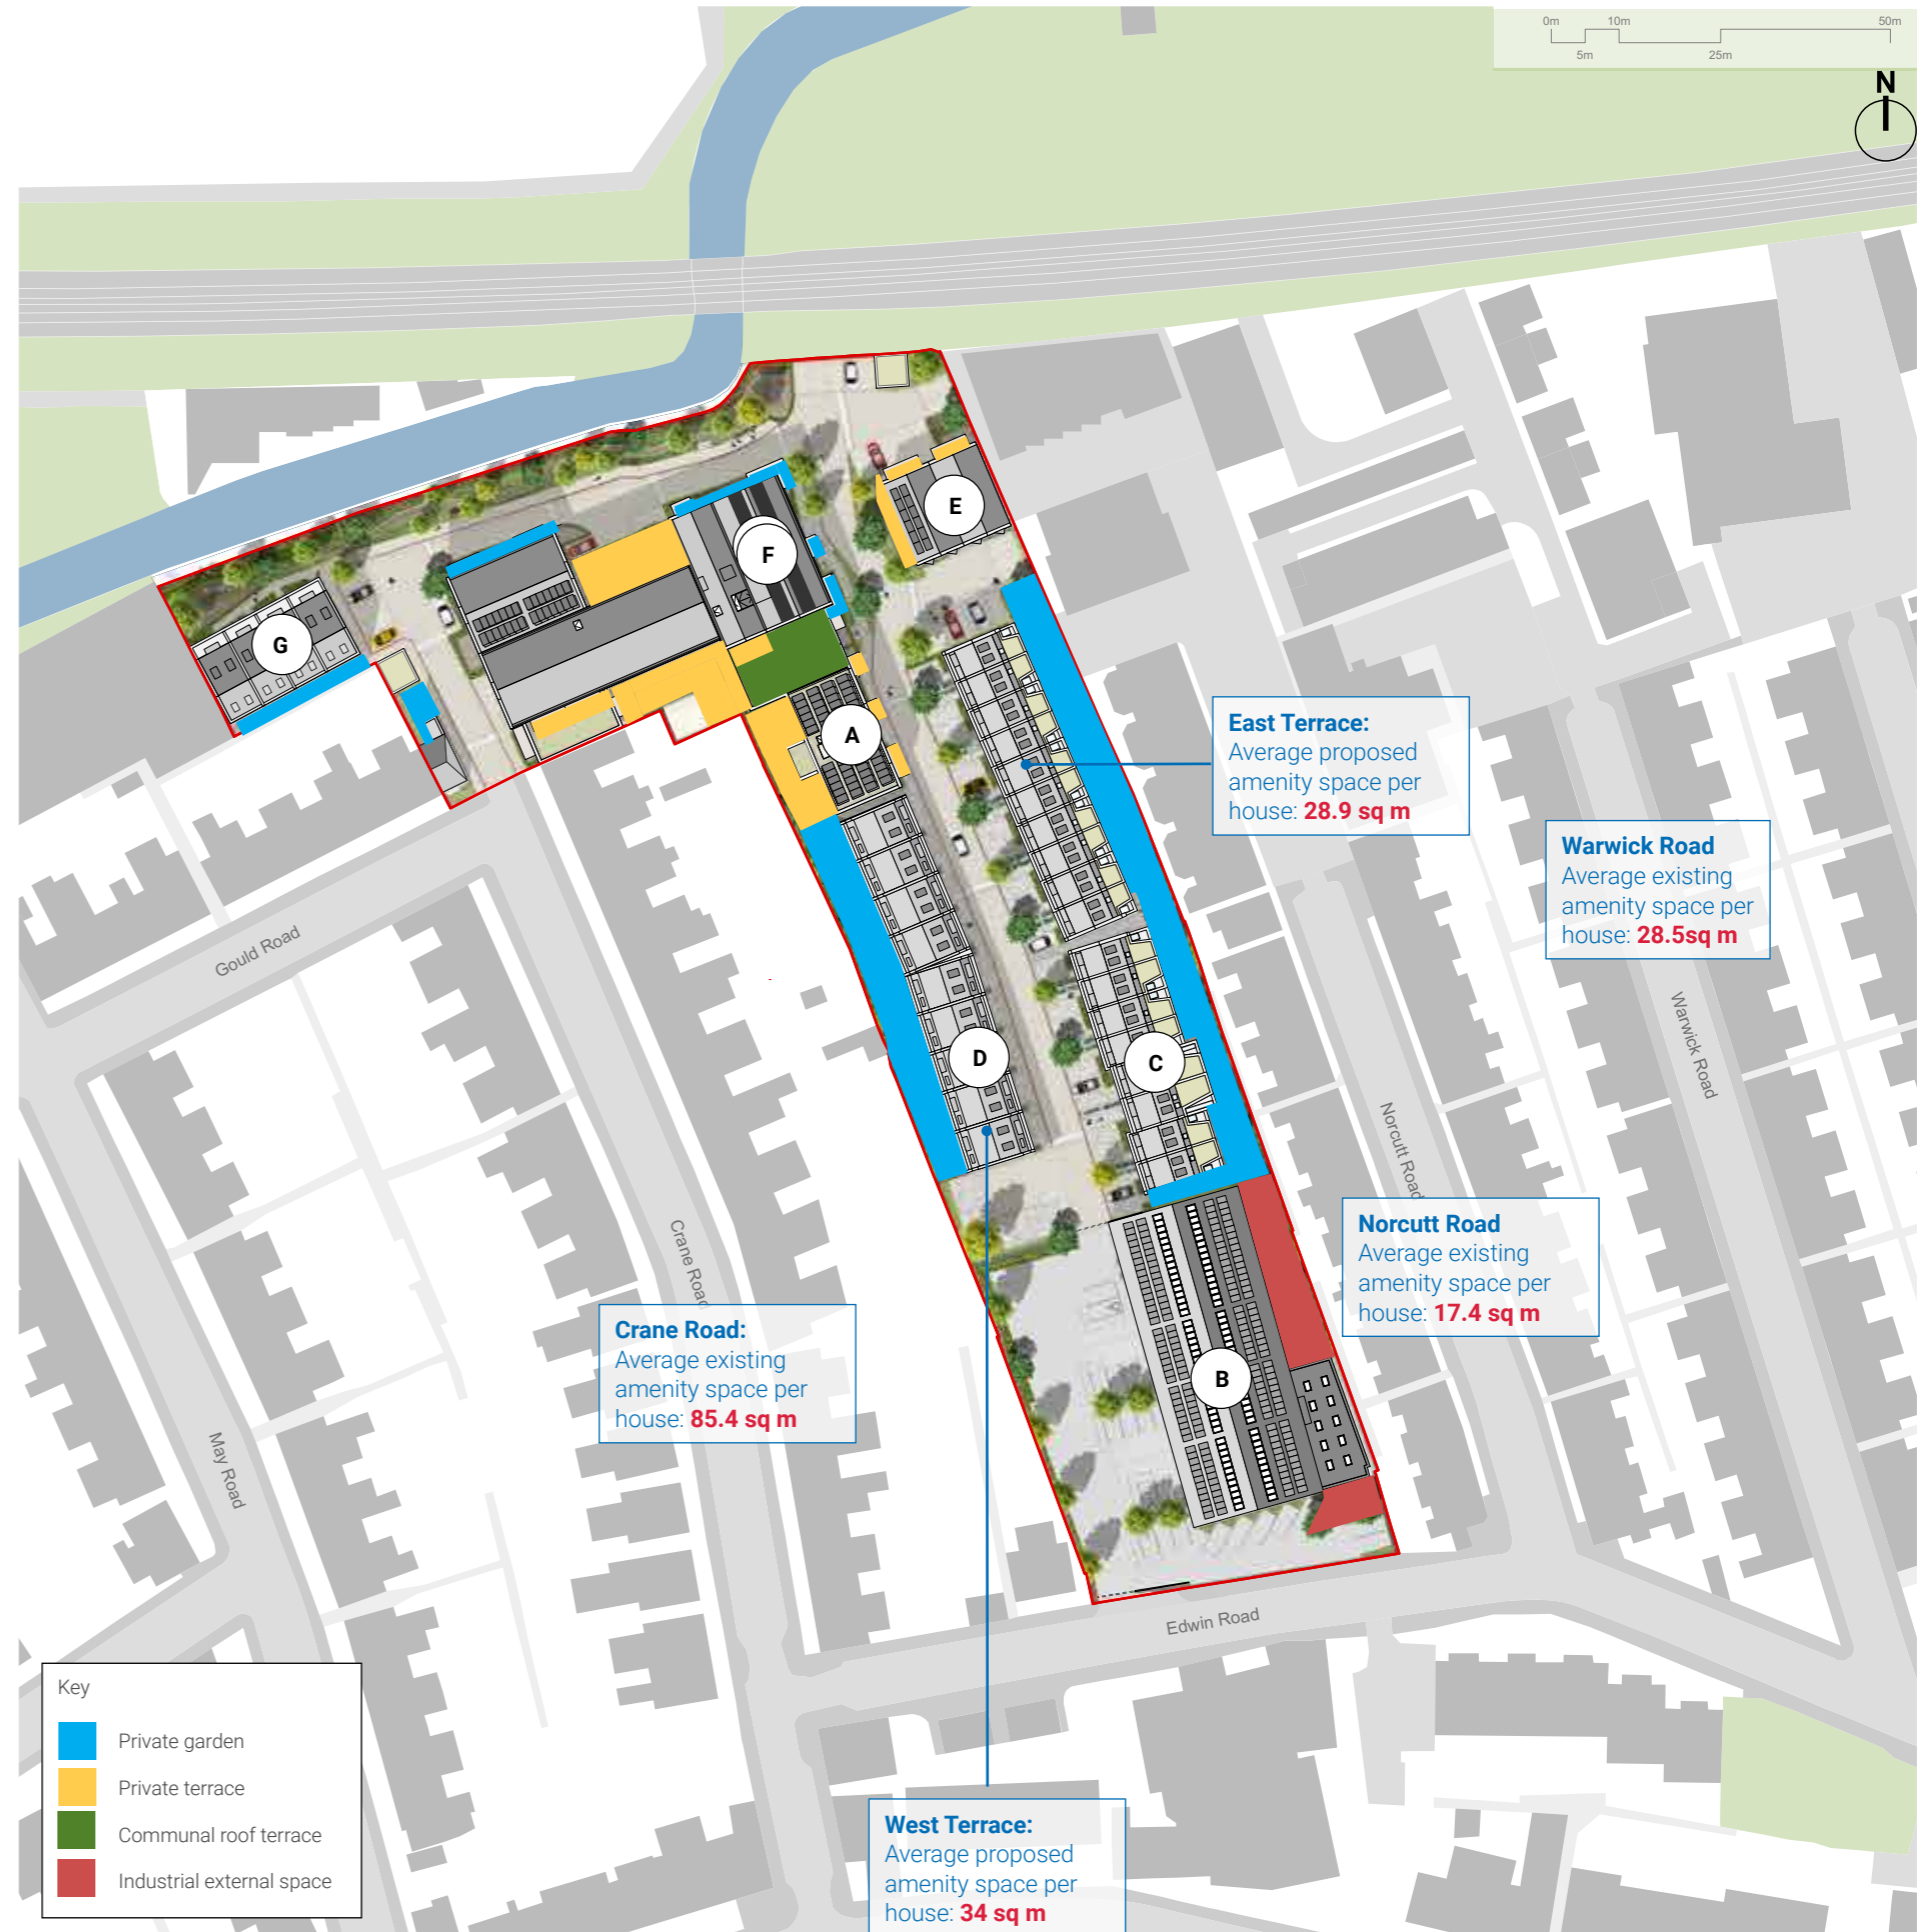 0m 10m 50m
5m 25m
N
E
F
G
A
East Terrace:
Average proposed
amenity space per
house: 28.9 sq m
Warwick Road
Average existing
amenity space per
house: 28.5sq m
Gould Road
Warwick Road
D
C
Norcutt Road
Norcutt Road
Average existing
amenity space per
house: 17.4 sq m
Crane Road
Crane Road:
Average existing
amenity space per
house: 85.4 sq m
B
May Road
Edwin Road
Key
Private garden
Private terrace
Communal roof terrace
Industrial external space
West Terrace:
Average proposed
amenity space per
house: 34 sq m